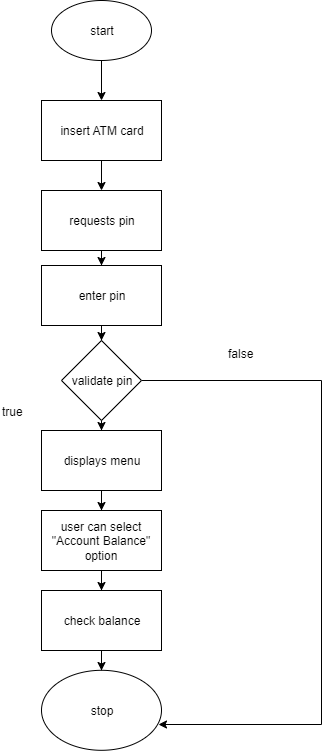 start
insert ATM card
requests pin
enter pin
validate pin
false
true
displays menu
user can select
"Account Balance"
option
check balance
stop